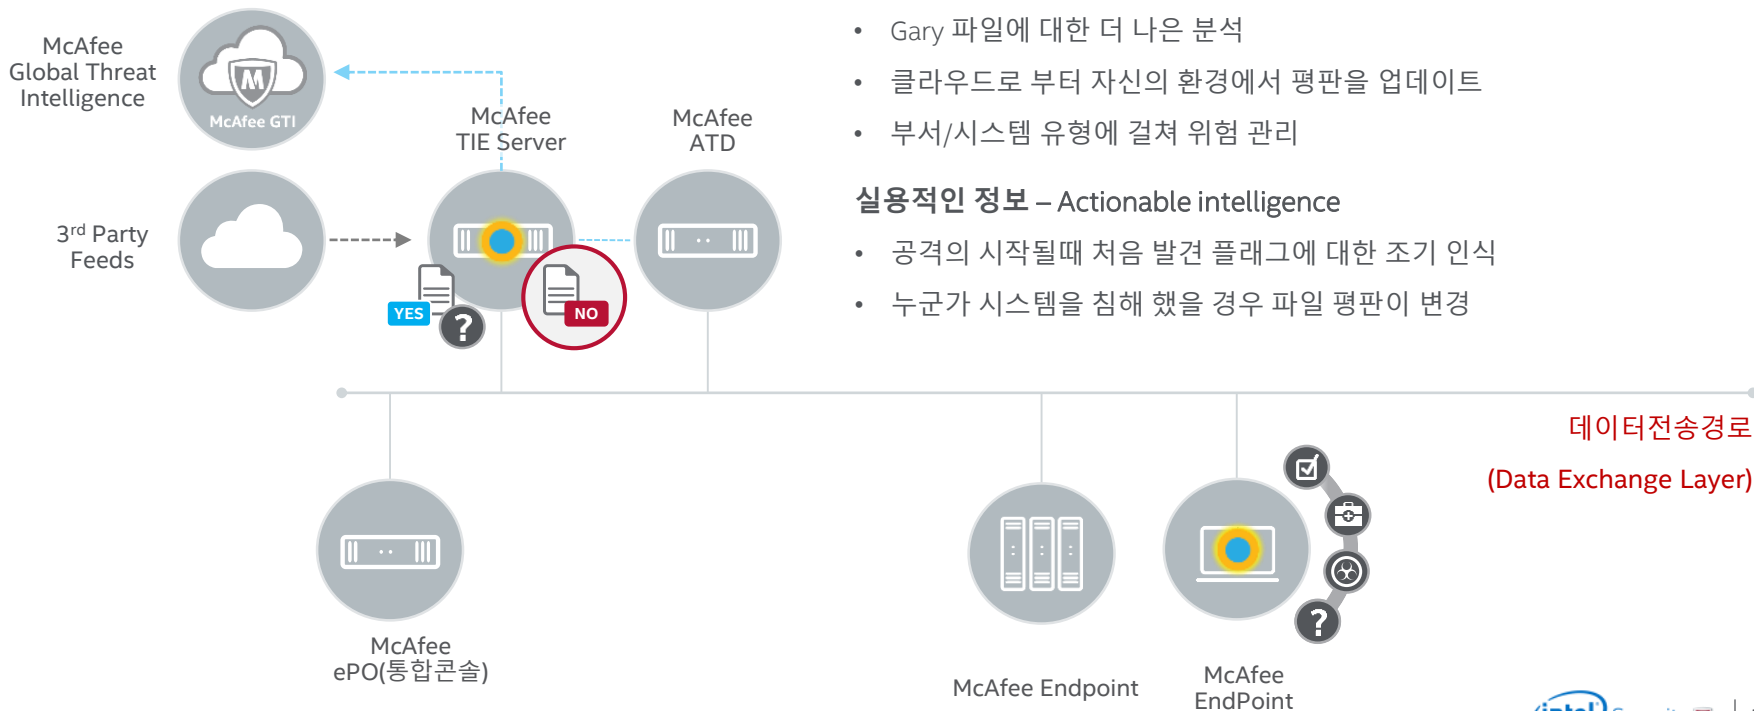 McAfee
Global Threat
Intelligence
McAfee GTI
McAfee
TIE Server
McAfee
ATD
3rd Party
Feeds
YES
?
NO
• Gary 파일에 대한 더 나은 분석
• 클라우드로 부터 자신의 환경에서 평판을 업데이트
• 부서/시스템 유형에 걸쳐 위험 관리
실용적인 정보 – Actionable intelligence
• 공격의 시작될때 처음 발견 플래그에 대한 조기 인식
• 누군가 시스템을 침해 했을 경우 파일 평판이 변경
데이터전송경로
(Data Exchange Layer)
?
McAfee
ePO(통합콘솔)
McAfee Endpoint
McAfee
EndPoint